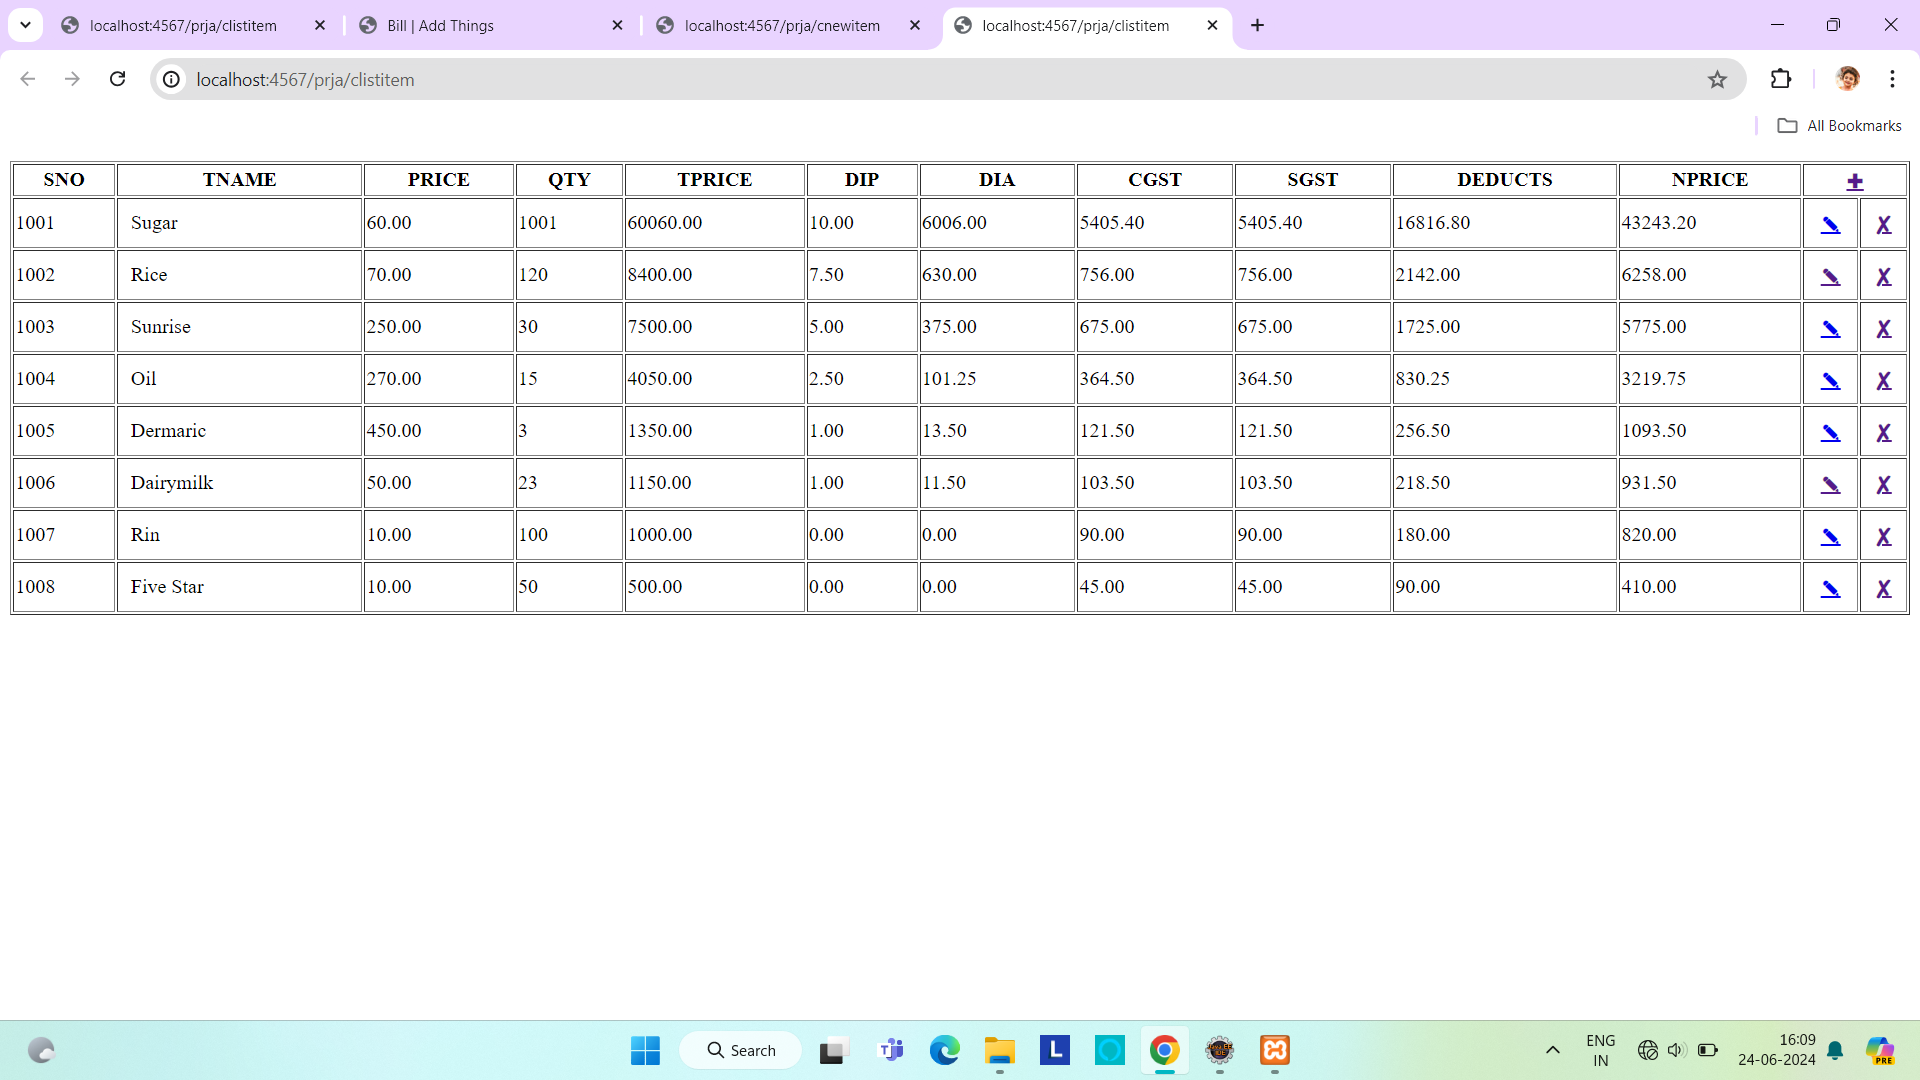 localhost:4567/prja/clistitem
Bill | Add Things
localhost:4567/prja/cnewitem
localhost:4567/prja/clistitem
localhost:4567/prja/clistitem
All Bookmarks
SNO TNAME PRICE QTY TPRICE DIP DIA CGST SGST DEDUCTS NPRICE +
1001 Sugar 60.00 1001 60060.00 10.00 6006.00 5405.40 5405.40 16816.80 43243.20 X
1002 Rice 70.00 120 8400.00 7.50 630.00 756.00 756.00 2142.00 6258.00 X
1003 Sunrise 250.00 30 7500.00 5.00 375.00 675.00 675.00 1725.00 5775.00 X
1004 Oil 270.00 15 4050.00 2.50 101.25 364.50 364.50 830.25 3219.75 X
1005 Dermaric 450.00 3 1350.00 1.00 13.50 121.50 121.50 256.50 1093.50 X
1006 Dairymilk 50.00 23 1150.00 1.00 11.50 103.50 103.50 218.50 931.50 X
1007 Rin 10.00 100 1000.00 0.00 0.00 90.00 90.00 180.00 820.00 X
1008 Five Star 10.00 50 500.00 0.00 0.00 45.00 45.00 90.00 410.00 X
Search
L
ENG
IN
16:09
24-06-2024
PRE